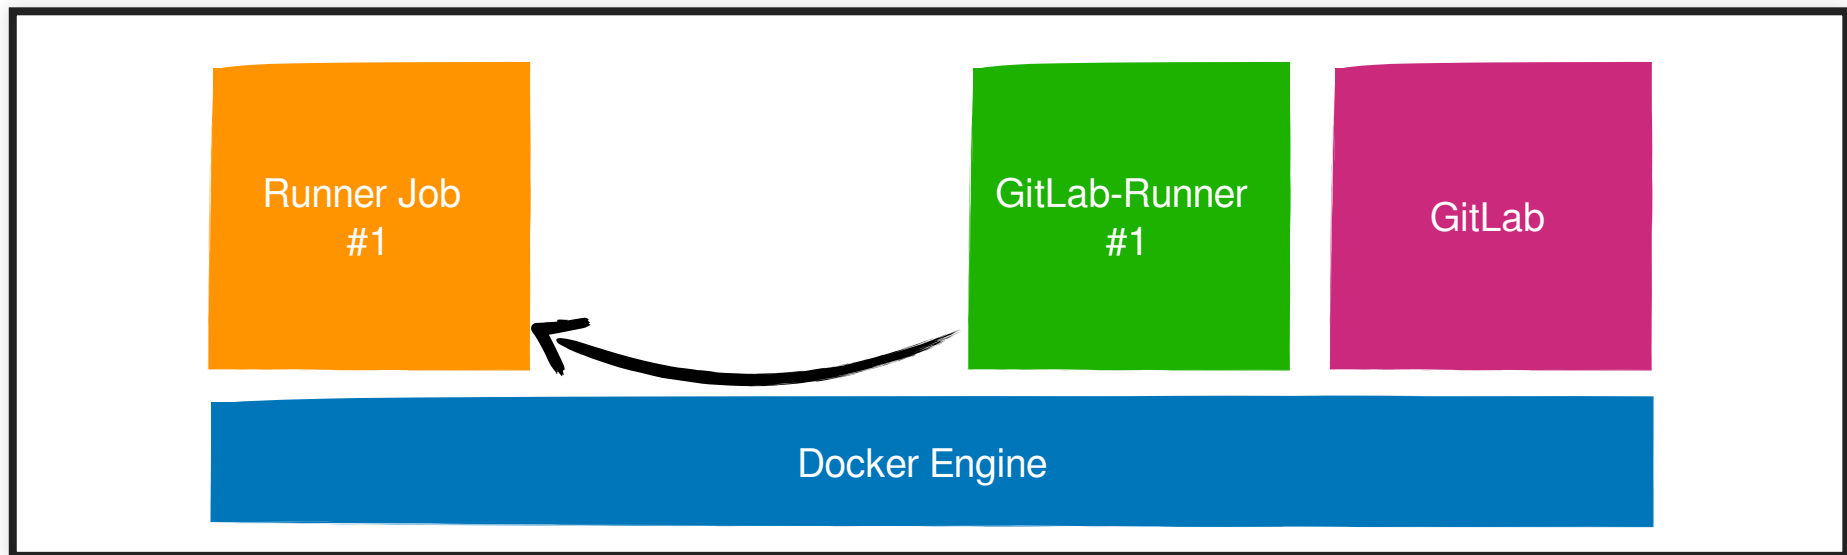 Runner Job
#1
GitLab-Runner
#1
GitLab
Docker Engine